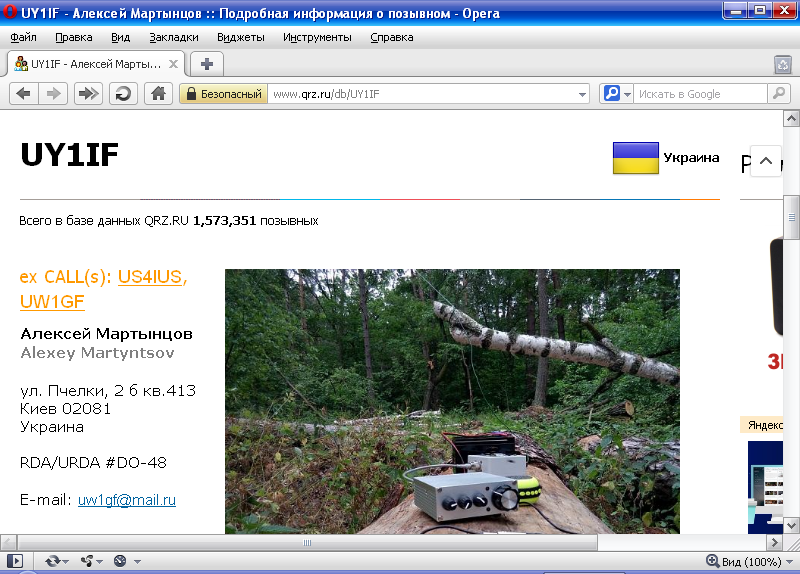 UY1IF - Алексей Мартынцов :: Подробная информация о позывном - Opera
Файл Правка Вид Закладки Виджеты Инструменты Справка
UY1IF - Алексей Марты...
Безопасный www.qrz.ru/db/UY1IF Искать в Google
UY1IF
Украина
Всего в базе данных QRZ.RU 1,573,351 позывных
ex CALL(s): US4IUS,
UW1GF
Алексей Мартынцов
Alexey Martyntsov
ул. Пчелки, 2 б кв.413
Киев 02081
Украина
RDA/URDA #DO-48
E-mail: uw1gf@mail.ru
Яндекс
Вид (100%)